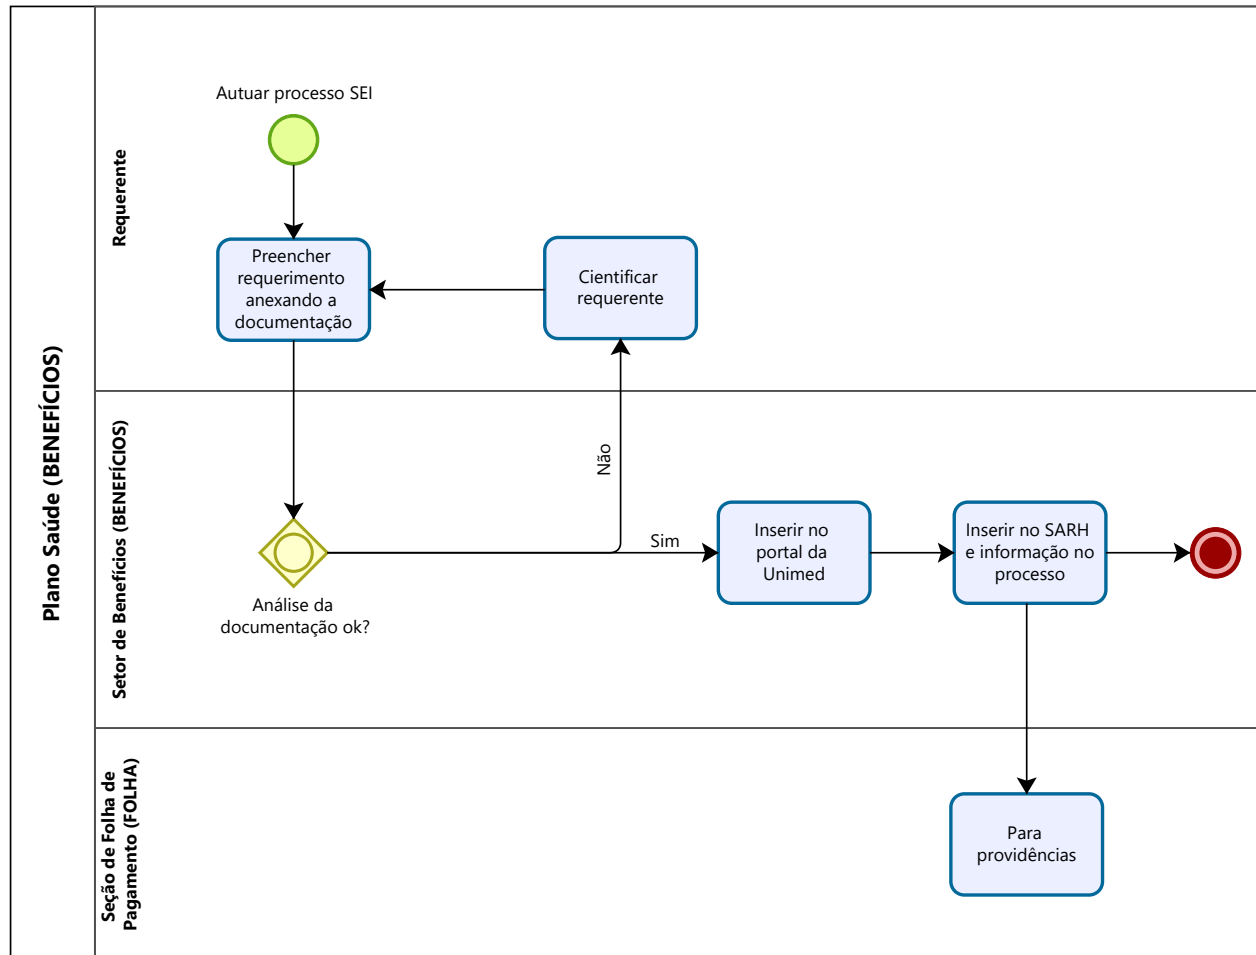 Plano Saúde (BENEFÍCIOS)
Requerente
Autuar processo SEI
Preencher
requerimento
anexando a
documentação
Cientificar
requerente
Setor de Benefícios (BENEFÍCIOS)
Análise da
documentação ok?
Não
Sim
Inserir no
portal da
Unimed
Inserir no SARH
e informação no
processo
Seção de Folha de
Pagamento (FOLHA)
Para
providências